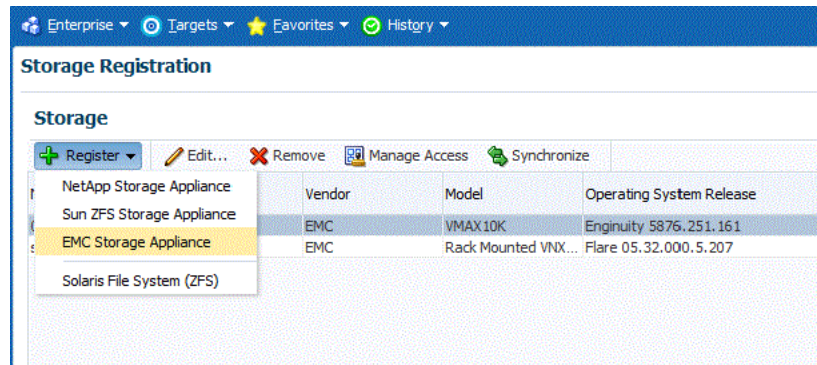 Enterprise Targets Favorites History
Storage Registration
Storage
Register Edit... Remove Manage Access Synchronize
Vendor Model Operating System Release
NetApp Storage Appliance
Sun ZFS Storage Appliance
EMC Storage Appliance
Solaris File System (ZFS)
EMC VMAX10K Enginuity 5876.251.161
EMC Rack Mounted VNX... Flare 05.32.000.5.207